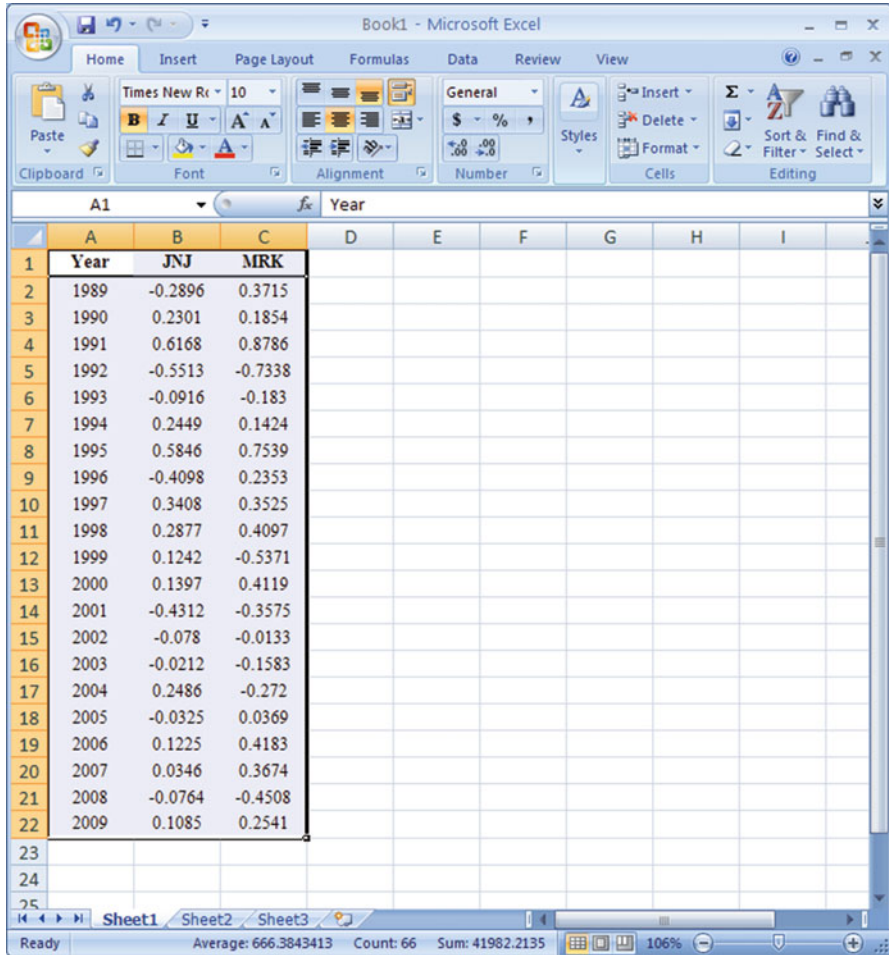 Book1 - Microsoft Excel
Home Insert Page Layout Formulas Data Review View
Times New Ro 10 General Insert Σ
B I U A A Delete
$ % ,
Paste Styles Format Sort & Filter Find & Select
Clipboard Font Alignment Number Cells Editing
A1 fx Year
A B C D E F G H I
1 Year JNJ MRK
2 1989 -0.2896 0.3715
3 1990 0.2301 0.1854
4 1991 0.6168 0.8786
5 1992 -0.5513 -0.7338
6 1993 -0.0916 -0.183
7 1994 0.2449 0.1424
8 1995 0.5846 0.7539
9 1996 -0.4098 0.2353
10 1997 0.3408 0.3525
11 1998 0.2877 0.4097
12 1999 0.1242 -0.5371
13 2000 0.1397 0.4119
14 2001 -0.4312 -0.3575
15 2002 -0.078 -0.0133
16 2003 -0.0212 -0.1583
17 2004 0.2486 -0.272
18 2005 -0.0325 0.0369
19 2006 0.1225 0.4183
20 2007 0.0346 0.3674
21 2008 -0.0764 -0.4508
22 2009 0.1085 0.2541
23
24
25
Sheet1 Sheet2 Sheet3
Ready Average: 666.3843413 Count: 66 Sum: 41982.2135 106%